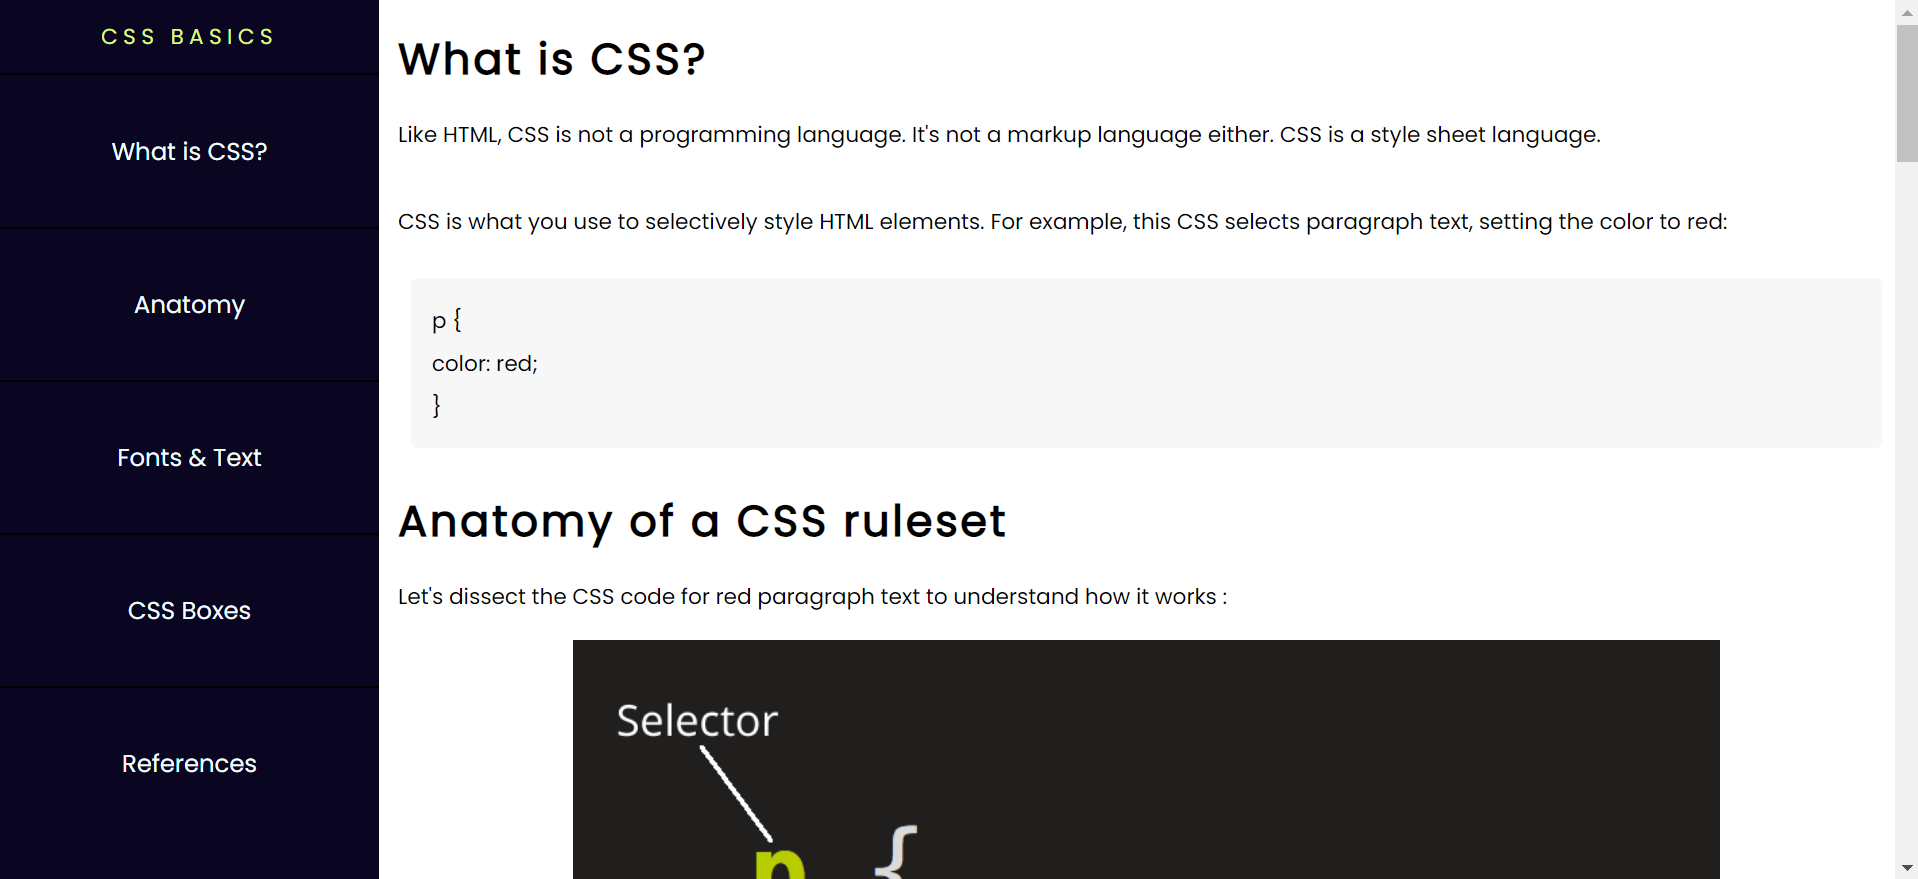 CSS BASICS
What is CSS?
Anatomy
Fonts & Text
CSS Boxes
References
What is CSS?
Like HTML, CSS is not a programming language. It's not a markup language either. CSS is a style sheet language.
CSS is what you use to selectively style HTML elements. For example, this CSS selects paragraph text, setting the color to red:
p {
color: red;
}
Anatomy of a CSS ruleset
Let's dissect the CSS code for red paragraph text to understand how it works :
Selector
p {